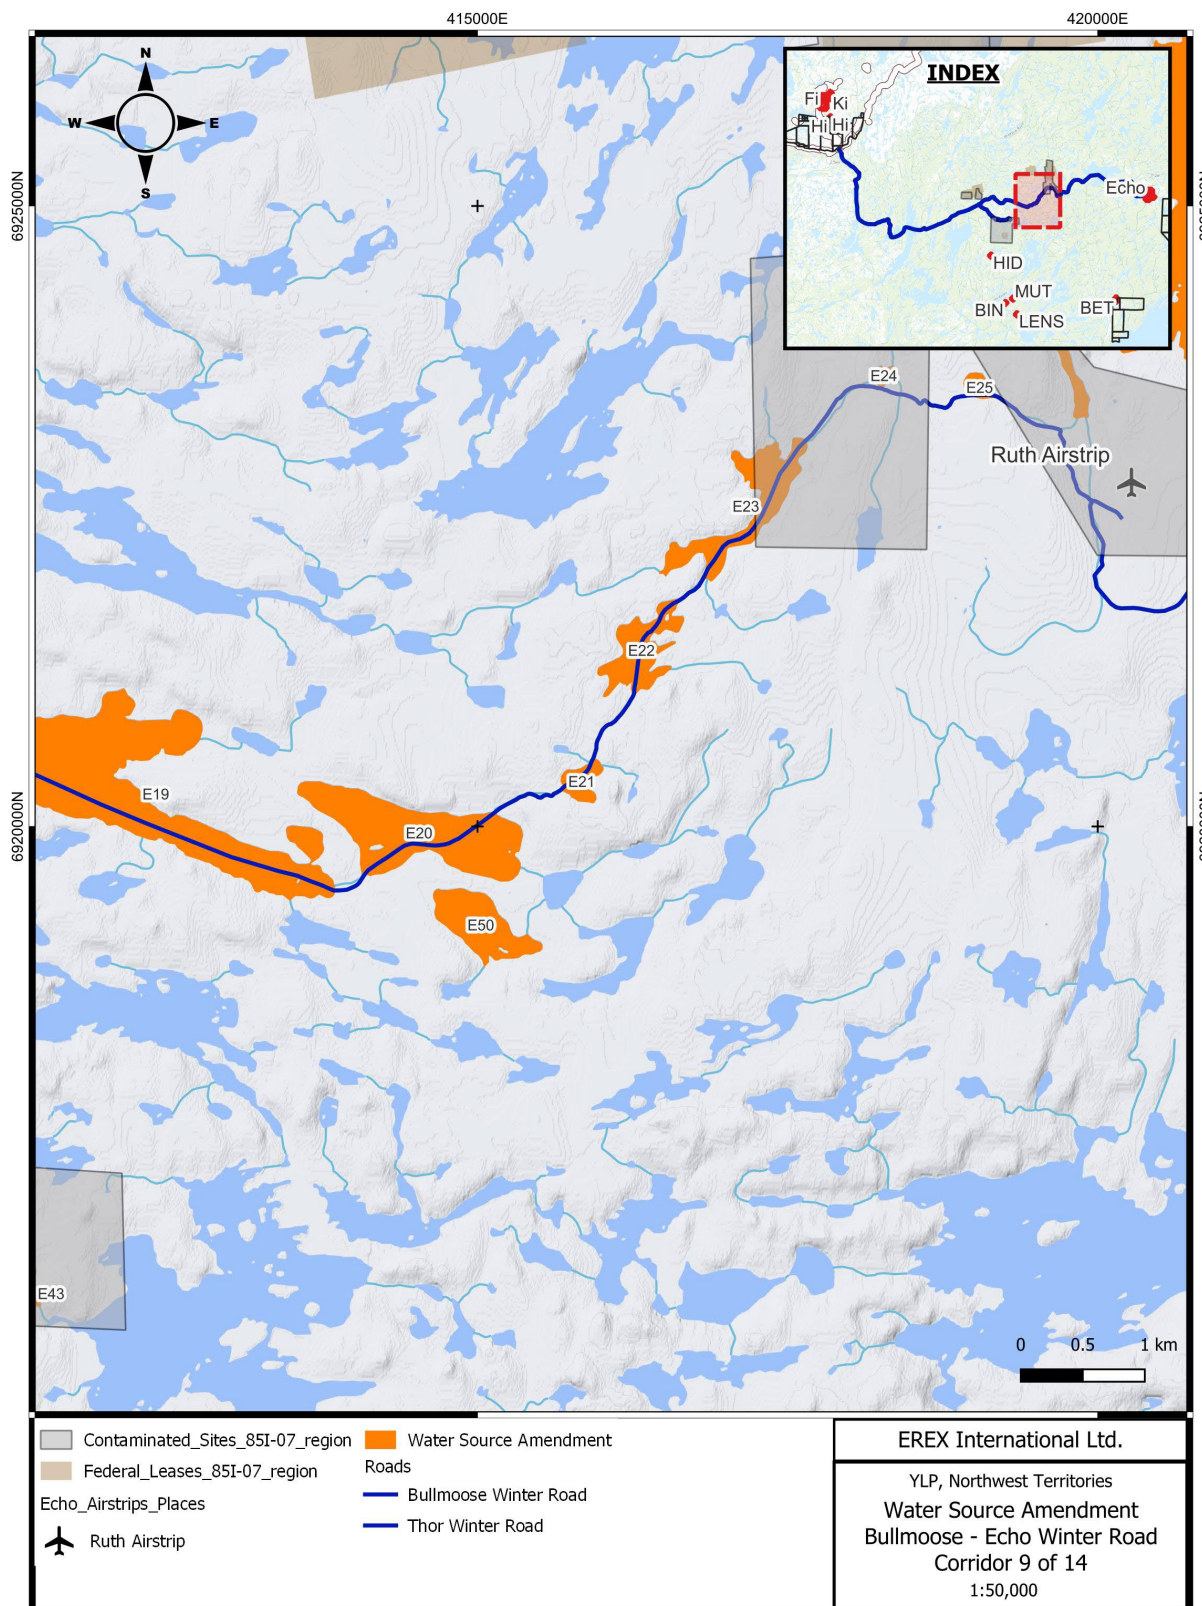 415000E
420000E
N
W
E
S
6925000N
INDEX
Fi
Ki
Hi
Hi
Echo
HID
MUT
BIN
LENS
BET
E24
E25
Ruth Airstrip
E23
E22
E21
E19
E20
6920000N
E50
E43
0 0.5 1 km
Contaminated_Sites_85I-07_region
Federal_Leases_85I-07_region
Echo_Airstrips_Places
Ruth Airstrip
Water Source Amendment
Roads
Bullmoose Winter Road
Thor Winter Road
EREX International Ltd.
YLP, Northwest Territories
Water Source Amendment
Bullmoose - Echo Winter Road
Corridor 9 of 14
1:50,000